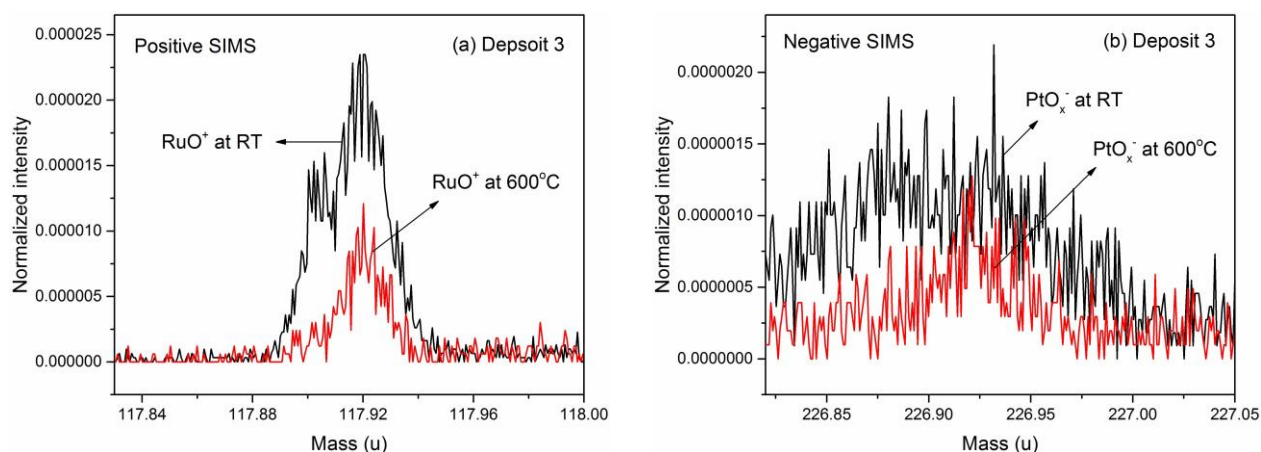 Positive SIMS
(a) Depsoit 3
RuO+ at RT
RuO+ at 600°C
0.000025
0.000020
0.000015
0.000010
0.000005
0.000000
Normalized intensity
117.84 117.88 117.92 117.96 118.00
Mass (u)
Negative SIMS
(b) Deposit 3
PtOx- at RT
PtOx- at 600°C
0.0000020
0.0000015
0.0000010
0.0000005
0.0000000
Normalized intensity
226.85 226.90 226.95 227.00 227.05
Mass (u)